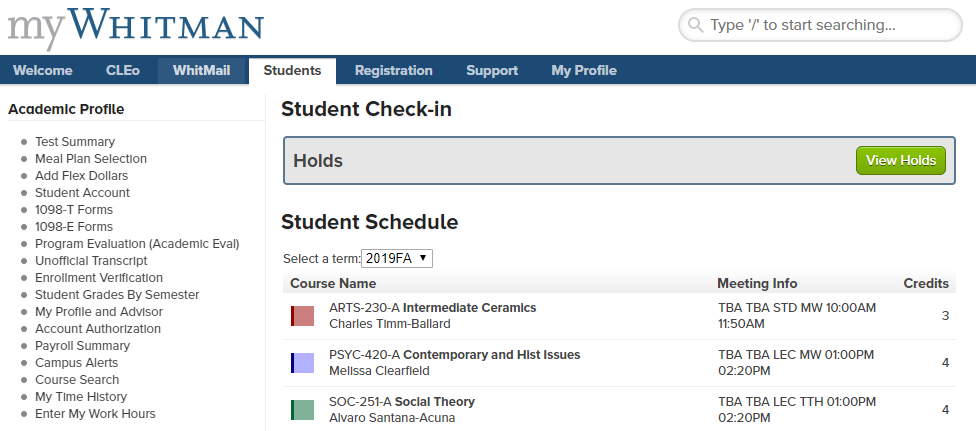 myWHITMAN
Type '/' to start searching...
Welcome CLEo WhitMail Students Registration Support My Profile
Academic Profile
Test Summary
Meal Plan Selection
Add Flex Dollars
Student Account
1098-T Forms
1098-E Forms
Program Evaluation (Academic Eval)
Unofficial Transcript
Enrollment Verification
Student Grades By Semester
My Profile and Advisor
Account Authorization
Payroll Summary
Campus Alerts
Course Search
My Time History
Enter My Work Hours
Student Check-in
Holds View Holds
Student Schedule
Select a term: 2019FA
Course Name Meeting Info Credits
ARTS-230-A Intermediate Ceramics TBA TBA STD MW 10:00AM
Charles Timm-Ballard 11:50AM 3
PSYC-420-A Contemporary and Hist Issues TBA TBA LEC MW 01:00PM
Melissa Clearfield 02:20PM 4
SOC-251-A Social Theory TBA TBA LEC TTH 01:00PM
Alvaro Santana-Acuna 02:20PM 4